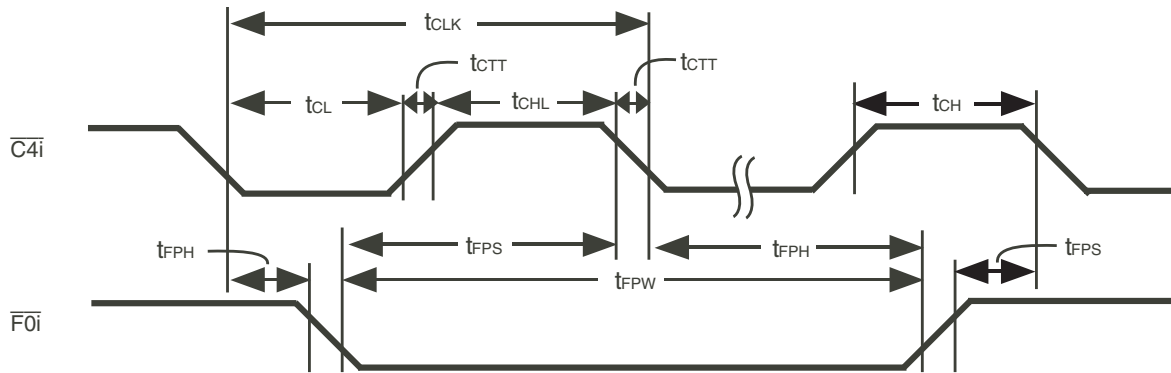 tCLK
tCTT
tCTT
tCL
tCHL
tCH
C4i
tFPH
tFPS
tFPH
tFPS
tFPW
F0i